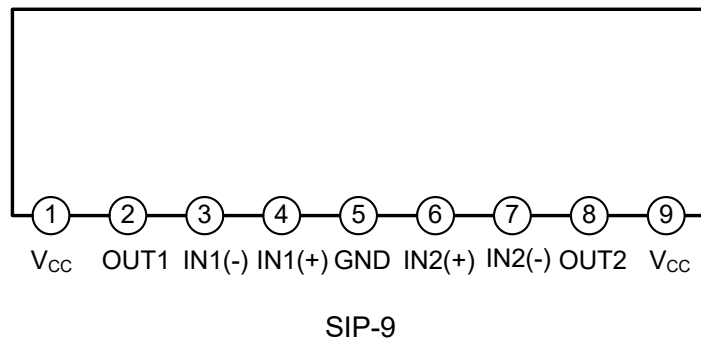 1 2 3 4 5 6 7 8 9
VCC OUT1 IN1(-) IN1(+) GND IN2(+) IN2(-) OUT2 VCC
SIP-9